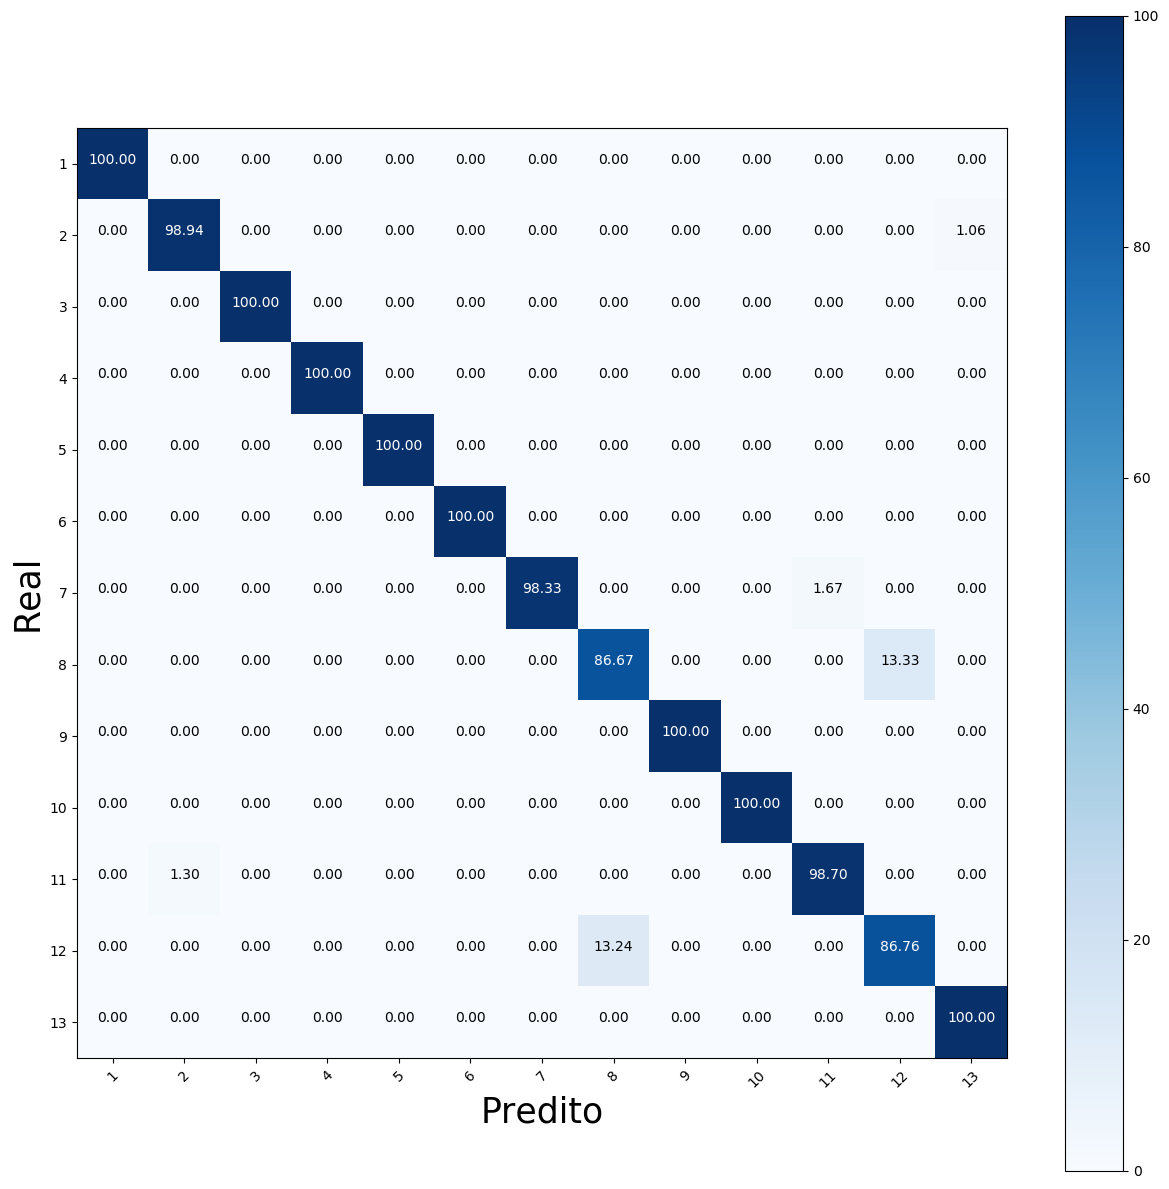 100
1 100.00 0.00 0.00 0.00 0.00 0.00 0.00 0.00 0.00 0.00 0.00 0.00 0.00
2 0.00 98.94 0.00 0.00 0.00 0.00 0.00 0.00 0.00 0.00 0.00 0.00 1.06
80
3 0.00 0.00 100.00 0.00 0.00 0.00 0.00 0.00 0.00 0.00 0.00 0.00 0.00
4 0.00 0.00 0.00 100.00 0.00 0.00 0.00 0.00 0.00 0.00 0.00 0.00 0.00
5 0.00 0.00 0.00 0.00 100.00 0.00 0.00 0.00 0.00 0.00 0.00 0.00 0.00
60
6 0.00 0.00 0.00 0.00 0.00 100.00 0.00 0.00 0.00 0.00 0.00 0.00 0.00
Real
7 0.00 0.00 0.00 0.00 0.00 0.00 98.33 0.00 0.00 0.00 1.67 0.00 0.00
8 0.00 0.00 0.00 0.00 0.00 0.00 0.00 86.67 0.00 0.00 0.00 13.33 0.00
40
9 0.00 0.00 0.00 0.00 0.00 0.00 0.00 0.00 100.00 0.00 0.00 0.00 0.00
10 0.00 0.00 0.00 0.00 0.00 0.00 0.00 0.00 0.00 100.00 0.00 0.00 0.00
11 0.00 1.30 0.00 0.00 0.00 0.00 0.00 0.00 0.00 0.00 98.70 0.00 0.00
20
12 0.00 0.00 0.00 0.00 0.00 0.00 0.00 13.24 0.00 0.00 0.00 86.76 0.00
13 0.00 0.00 0.00 0.00 0.00 0.00 0.00 0.00 0.00 0.00 0.00 0.00 100.00
1 2 3 4 5 6 7 8 9 10 11 12 13
Predito
0